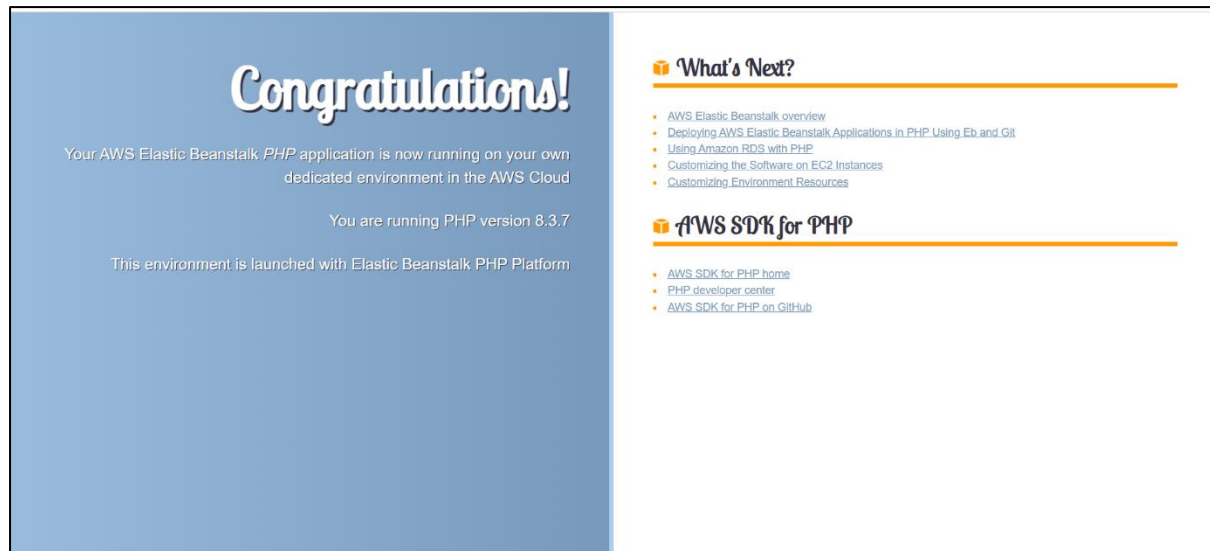 Congratulations!
Your AWS Elastic Beanstalk PHP application is now running on your own
dedicated environment in the AWS Cloud
You are running PHP version 8.3.7
This environment is launched with Elastic Beanstalk PHP Platform
What's Next?
AWS Elastic Beanstalk overview
Deploying AWS Elastic Beanstalk Applications in PHP Using Eb and Git
Using Amazon RDS with PHP
Customizing the Software on EC2 Instances
Customizing Environment Resources
AWS SDK for PHP
AWS SDK for PHP home
PHP developer center
AWS SDK for PHP on GitHub